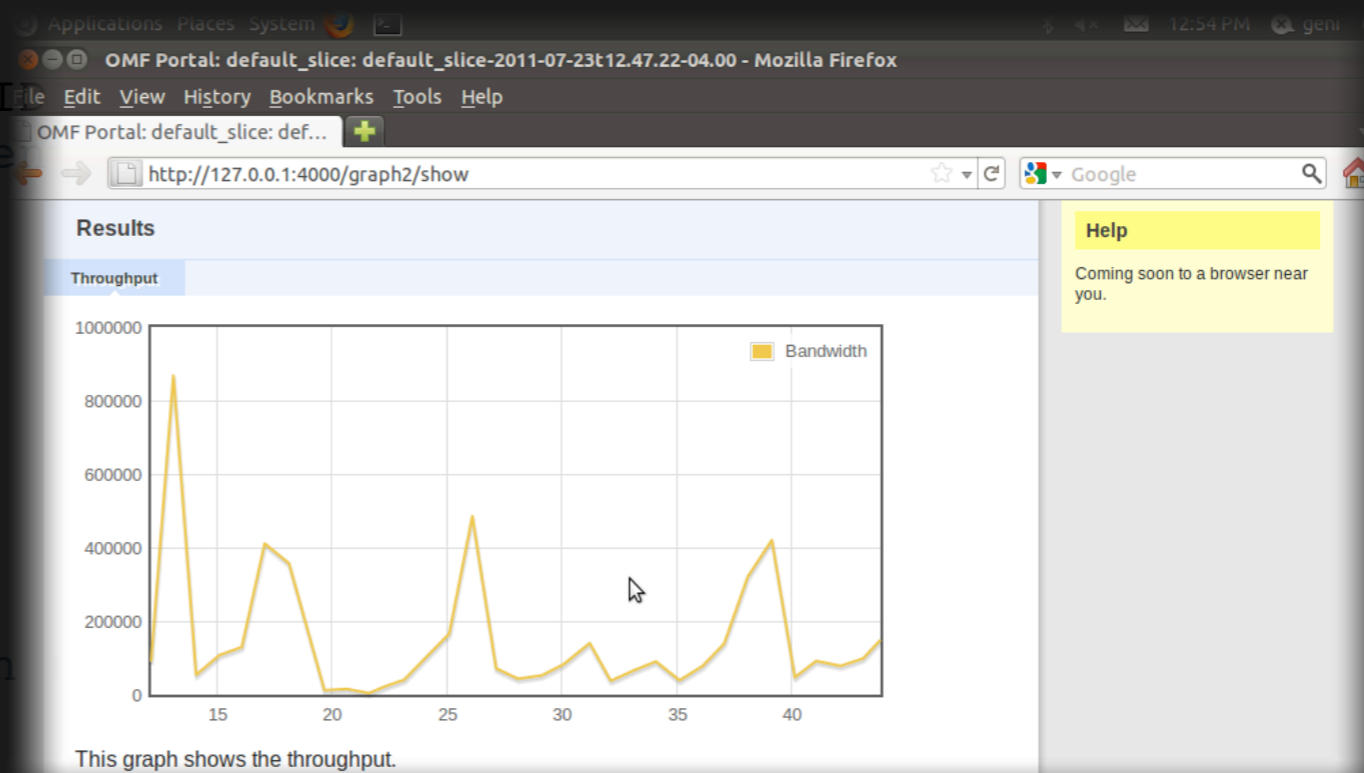 Applications Places System 12:54 PM geni
OMF Portal: default_slice: default_slice-2011-07-23t12.47.22-04.00 - Mozilla Firefox
File Edit View History Bookmarks Tools Help
OMF Portal: default_slice: def...
http://127.0.0.1:4000/graph2/show
Google
Results
Throughput
1000000
800000
600000
400000
200000
0
Bandwidth
15 20 25 30 35 40
This graph shows the throughput.
Help
Coming soon to a browser near
you.